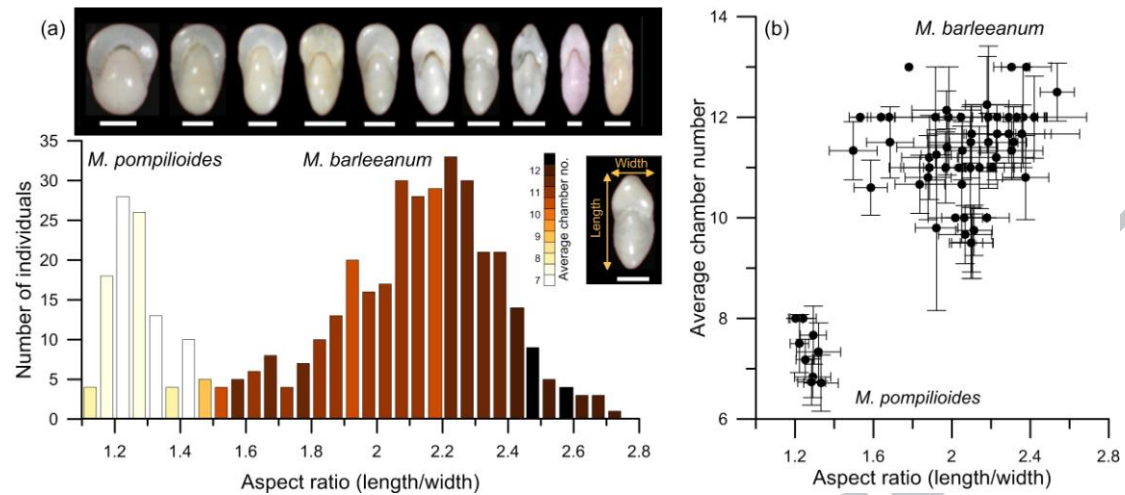 (a)
M. pompilioides
M. barleeanum
Number of individuals
35
30
25
20
15
10
5
0
1.2
1.4
1.6
1.8
2
2.2
2.4
2.6
2.8
Aspect ratio (length/width)
12
11
10
9
8
7
Average chamber no.
Width
Length
(b)
M. barleeanum
M. pompilioides
Average chamber number
14
12
10
8
6
1.2
1.6
2
2.4
2.8
Aspect ratio (length/width)